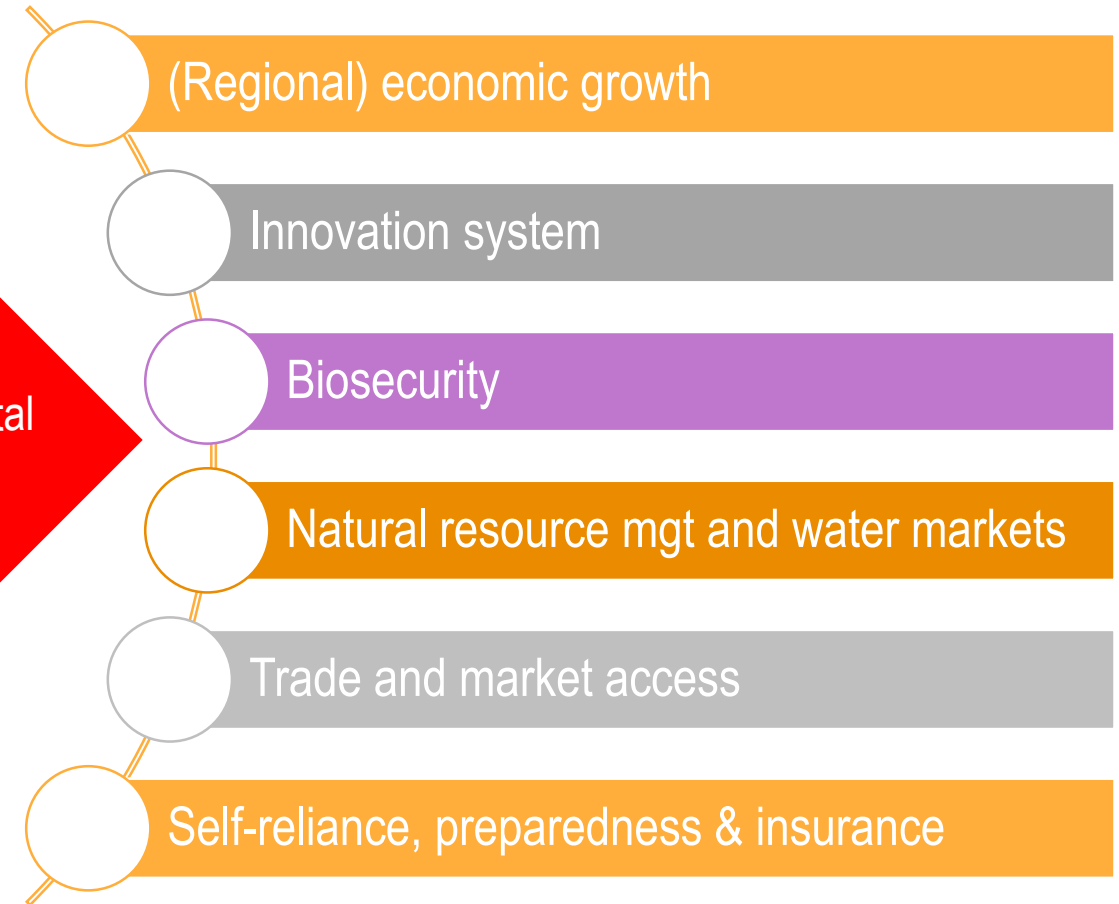 (Regional) economic growth
Innovation system
Biosecurity
tal
Natural resource mgt and water markets
Trade and market access
Self-reliance, preparedness & insurance